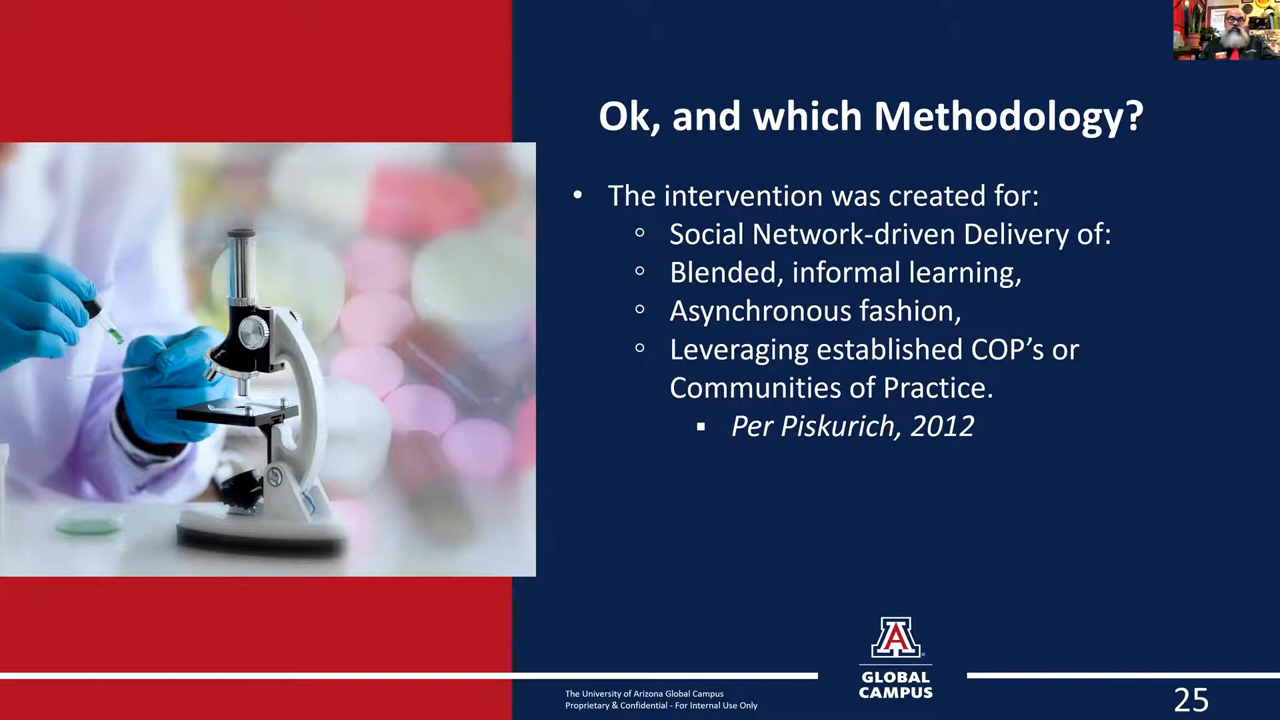 Ok, and which Methodology?
• The intervention was created for:
◦ Social Network-driven Delivery of:
◦ Blended, informal learning,
◦ Asynchronous fashion,
◦ Leveraging established COP’s or
Communities of Practice.
▪ Per Piskurich, 2012
A
GLOBAL
CAMPUS
The University of Arizona Global Campus
Proprietary & Confidential - For Internal Use Only
25